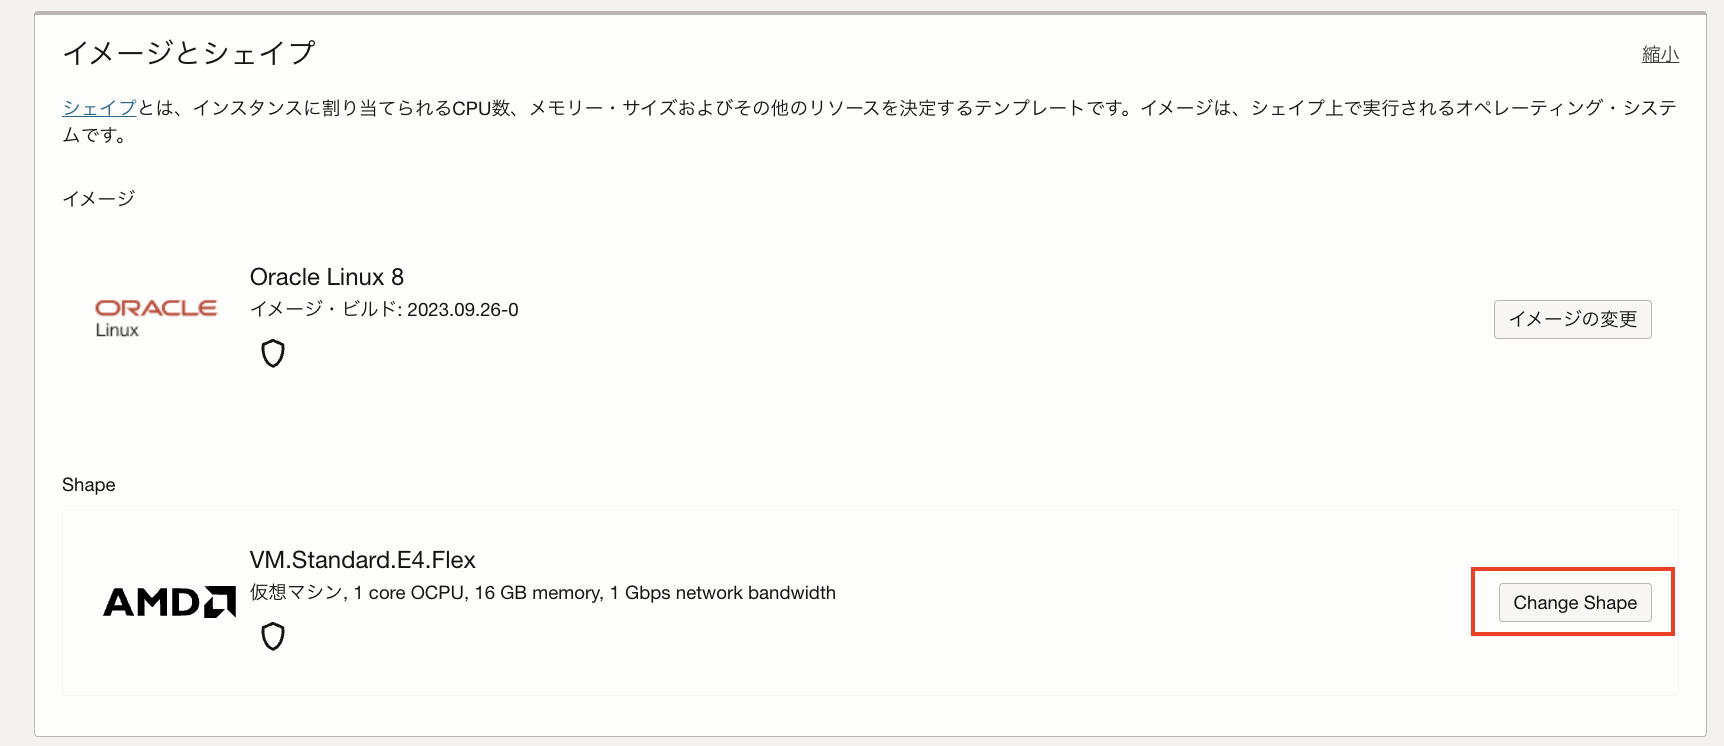 イメージとシェイプ
縮小
シェイプとは、インスタンスに割り当てられるCPU数、メモリー・サイズおよびその他のリソースを決定するテンプレートです。イメージは、シェイプ上で実行されるオペレーティング・システ
ムです。
イメージ
ORACLE
Linux
Oracle Linux 8
イメージ・ビルド: 2023.09.26-0
イメージの変更
Shape
AMD
VM.Standard.E4.Flex
仮想マシン, 1 core OCPU, 16 GB memory, 1 Gbps network bandwidth
Change Shape